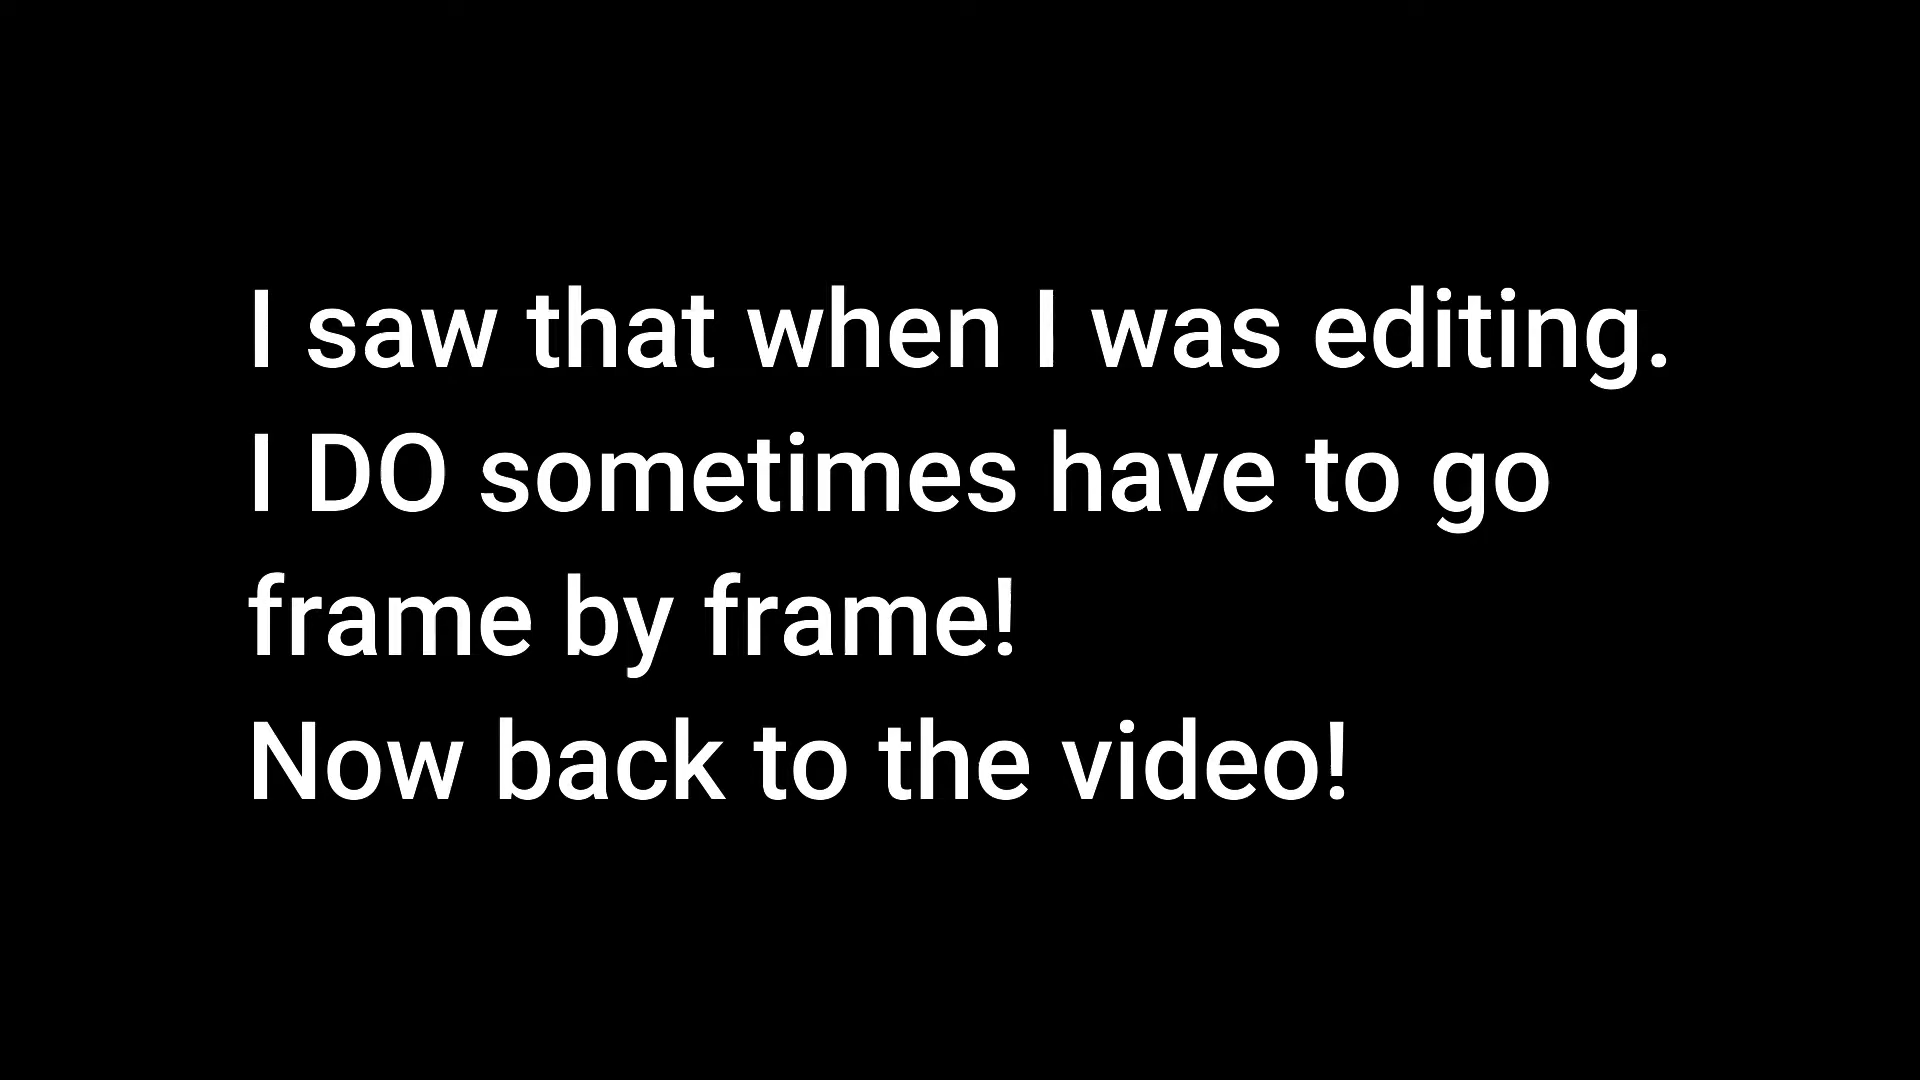 I saw that when I was editing.
I DO sometimes have to go
frame by frame!
Now back to the video!